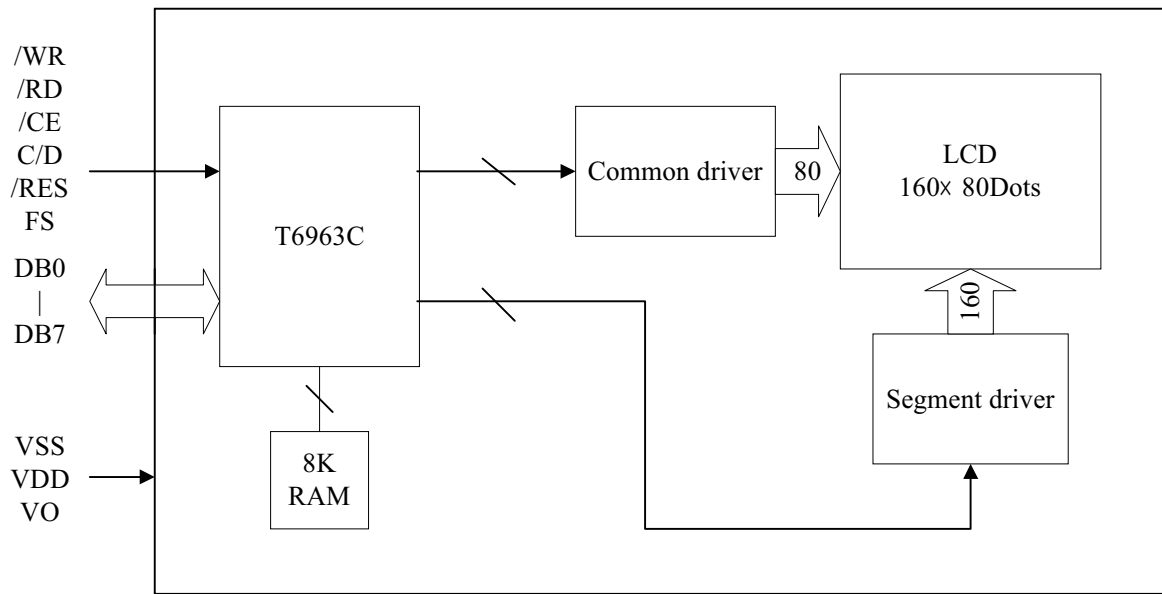 /WR
/RD
/CE
C/D
/RES
FS
DB0
|
DB7
VSS
VDD
VO
T6963C
8K
RAM
Common driver
80
LCD
160× 80Dots
160
Segment driver